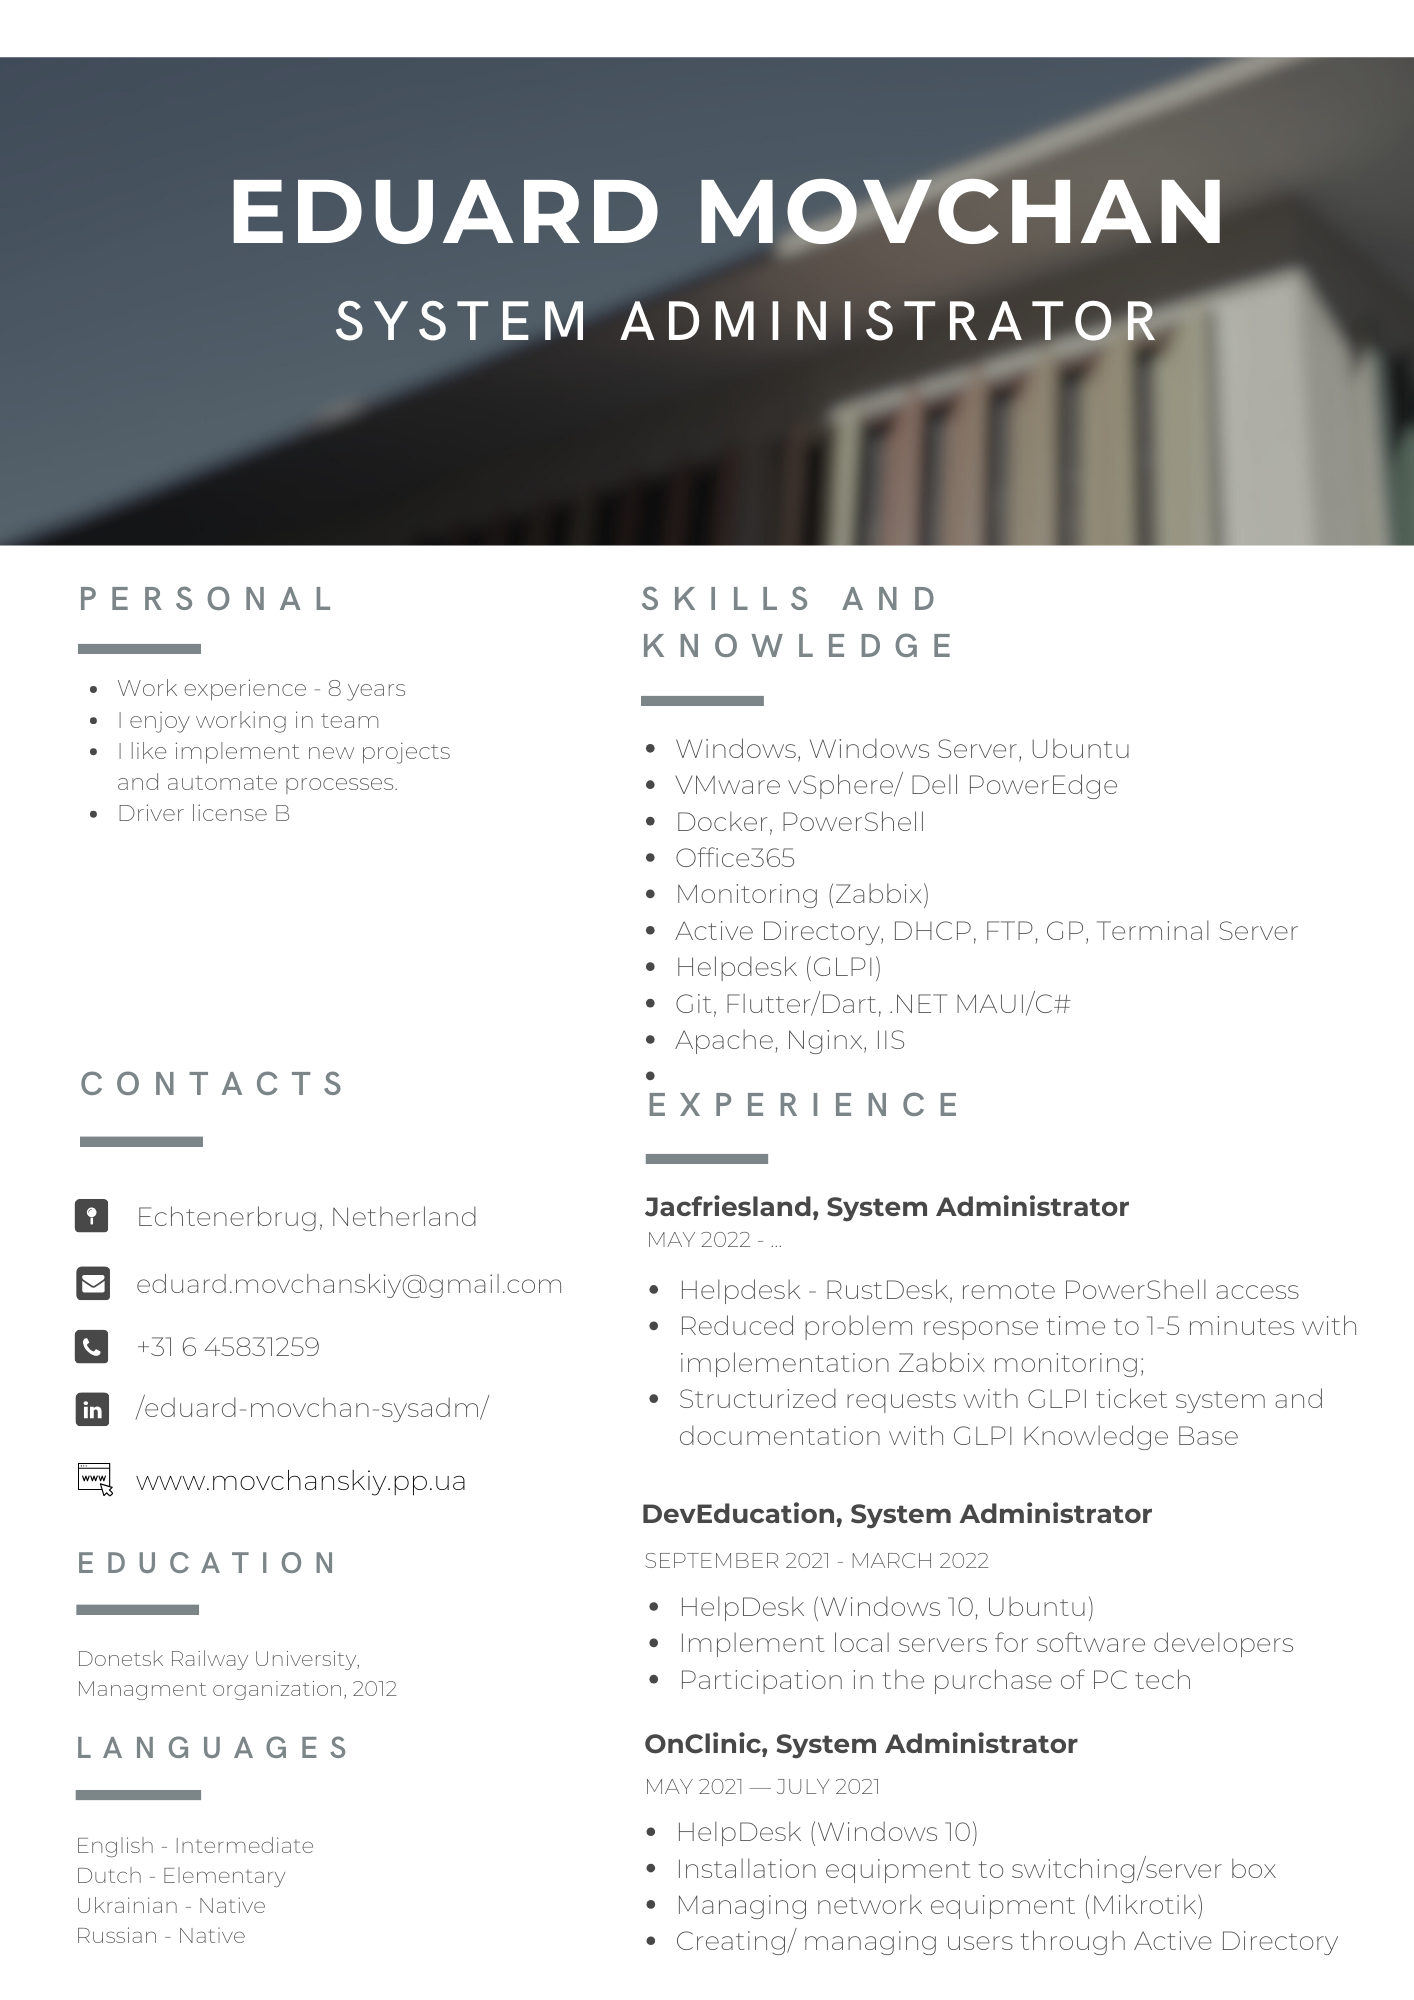 EDUARD MOVCHAN
SYSTEM ADMINISTRATOR
PERSONAL
• Work experience - 8 years
• I enjoy working in team
• I like implement new projects
and automate processes.
• Driver license B
CONTACTS
Echtenerbrug, Netherland
eduard.movchanskiy@gmail.com
+31 6 45831259
in /eduard-movchan-sysadm/
www www.movchanskiy.pp.ua
EDUCATION
Donetsk Railway University,
Managment organization, 2012
LANGUAGES
English - Intermediate
Dutch - Elementary
Ukrainian - Native
Russian - Native
SKILLS AND
KNOWLEDGE
• Windows, Windows Server, Ubuntu
• VMware vSphere/ Dell PowerEdge
• Docker, PowerShell
• Office365
• Monitoring (Zabbix)
• Active Directory, DHCP, FTP, GP, Terminal Server
• Helpdesk (GLPI)
• Git, Flutter/Dart, .NET MAUI/C#
• Apache, Nginx, IIS
•
EXPERIENCE
Jacfriesland, System Administrator
MAY 2022 - ...
• Helpdesk - RustDesk, remote PowerShell access
• Reduced problem response time to 1-5 minutes with
implementation Zabbix monitoring;
• Structurized requests with GLPI ticket system and
documentation with GLPI Knowledge Base
DevEducation, System Administrator
SEPTEMBER 2021 - MARCH 2022
• HelpDesk (Windows 10, Ubuntu)
• Implement local servers for software developers
• Participation in the purchase of PC tech
OnClinic, System Administrator
MAY 2021 — JULY 2021
• HelpDesk (Windows 10)
• Installation equipment to switching/server box
• Managing network equipment (Mikrotik)
• Creating/ managing users through Active Directory